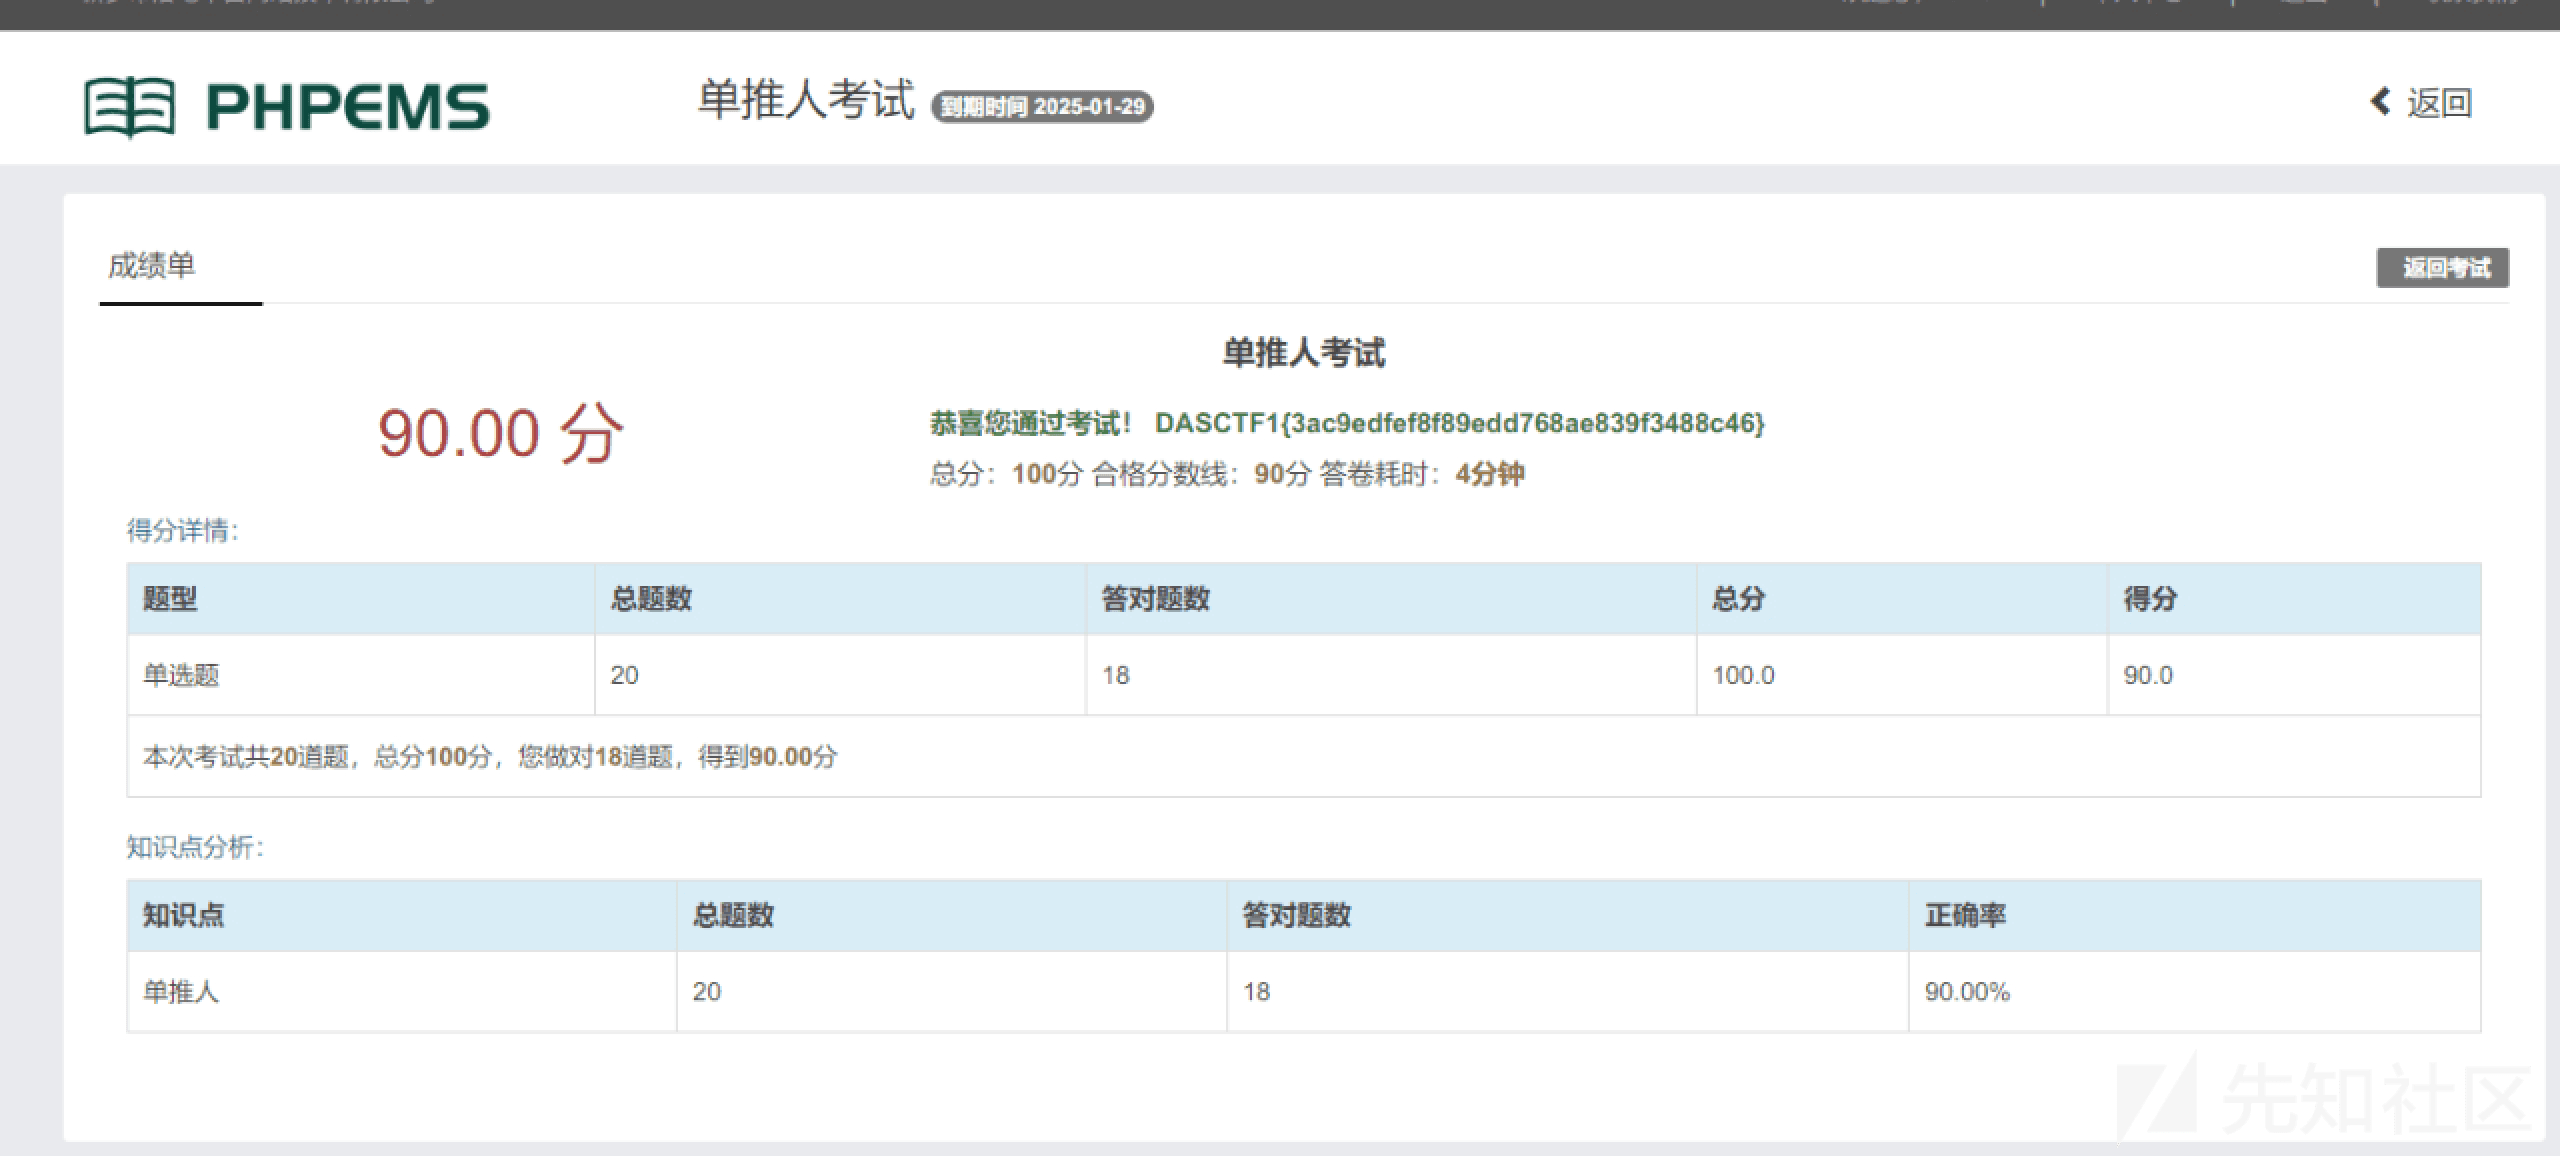 PHPEMS
单推人考试 到期时间 2025-01-29
返回
成绩单
返回考试
单推人考试
90.00 分
恭喜您通过考试! DASCTF1{3ac9edfef8f89edd768ae839f3488c46}
总分：100分 合格分数线：90分 答卷耗时：4分钟
得分详情：
题型 总题数 答对题数 总分 得分
单选题 20 18 100.0 90.0
本次考试共20道题，总分100分，您做对18道题，得到90.00分
知识点分析：
知识点 总题数 答对题数 正确率
单推人 20 18 90.00%
先知社区